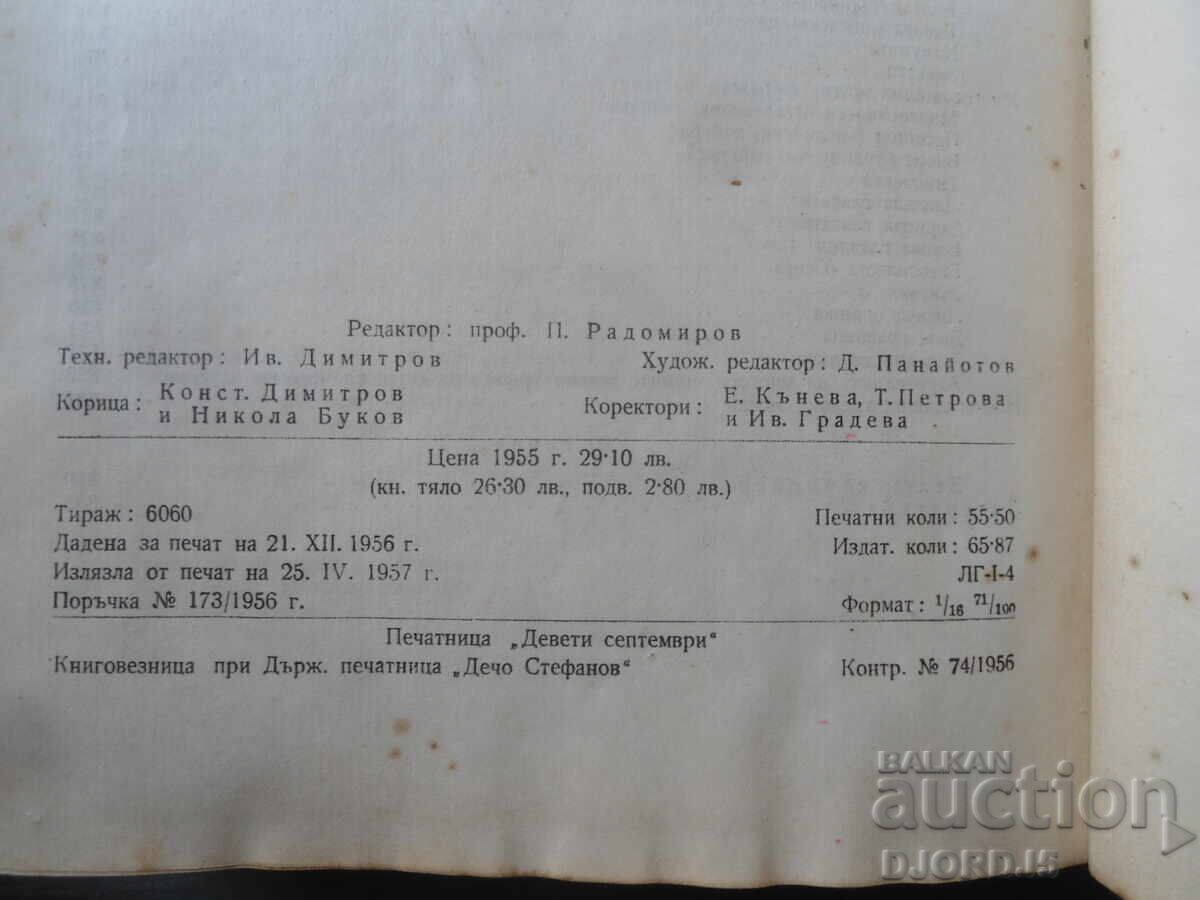 Редактор: проф. П. Радомиров
Техн. редактор: Ив. Димитров Худож. редактор: Д. Панайотов
Корица: Конст. Димитров и Никола Буков Коректори: Е. Кънева, Т. Петрова и Ив. Градева
Цена 1955 г. 29·10 лв.
(кн. тяло 26·30 лв., подв. 2·80 лв.)
Тираж: 6060 Печатни коли: 55·50
Дадена за печат на 21. XII. 1956 г. Издат. коли: 65·87
Излязла от печат на 25. IV. 1957 г. ЛГ-I-4
Поръчка № 173/1956 г. Формат: 1/16 71/100
Печатница „Девети септември“
Книговезница при Държ. печатница „Дечо Стефанов“ Контр. № 74/1956
BALKAN
auction
DJORD.15